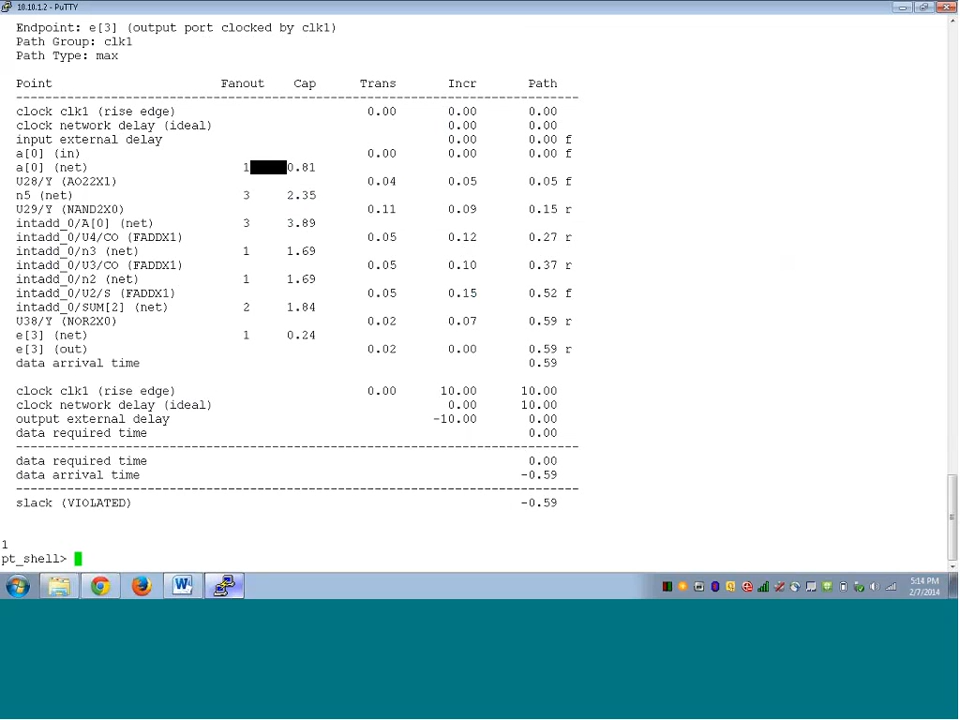 10.10.1.2 - PuTTY
Endpoint: e[3] (output port clocked by clk1)
Path Group: clk1
Path Type: max
Point Fanout Cap Trans Incr Path
--------------------------------------------------------------------------------
clock clk1 (rise edge) 0.00 0.00 0.00
clock network delay (ideal) 0.00 0.00
input external delay 0.00 0.00 f
a[0] (in) 0.00 0.00 0.00 f
a[0] (net) 1 0.81
U28/Y (AO22X1) 0.04 0.05 0.05 f
n5 (net) 3 2.35
U29/Y (NAND2X0) 0.11 0.09 0.15 r
intadd_0/A[0] (net) 3 3.89
intadd_0/U4/CO (FADDX1) 0.05 0.12 0.27 r
intadd_0/n3 (net) 1 1.69
intadd_0/U3/CO (FADDX1) 0.05 0.10 0.37 r
intadd_0/n2 (net) 1 1.69
intadd_0/U2/S (FADDX1) 0.05 0.15 0.52 f
intadd_0/SUM[2] (net) 2 1.84
U38/Y (NOR2X0) 0.02 0.07 0.59 r
e[3] (net) 1 0.24
e[3] (out) 0.02 0.00 0.59 r
data arrival time 0.59
clock clk1 (rise edge) 0.00 10.00 10.00
clock network delay (ideal) 0.00 10.00
output external delay -10.00 0.00
data required time 0.00
--------------------------------------------------------------------------------
data required time 0.00
data arrival time -0.59
--------------------------------------------------------------------------------
slack (VIOLATED) -0.59
1
pt_shell>
5:14 PM
2/7/2014